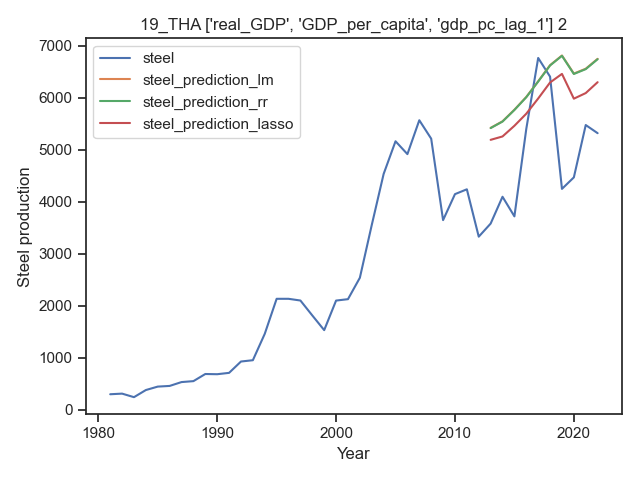 19_THA ['real_GDP', 'GDP_per_capita', 'gdp_pc_lag_1'] 2
steel
steel_prediction_lm
steel_prediction_rr
steel_prediction_lasso
Steel production
7000
6000
5000
4000
3000
2000
1000
0
1980
1990
2000
2010
2020
Year